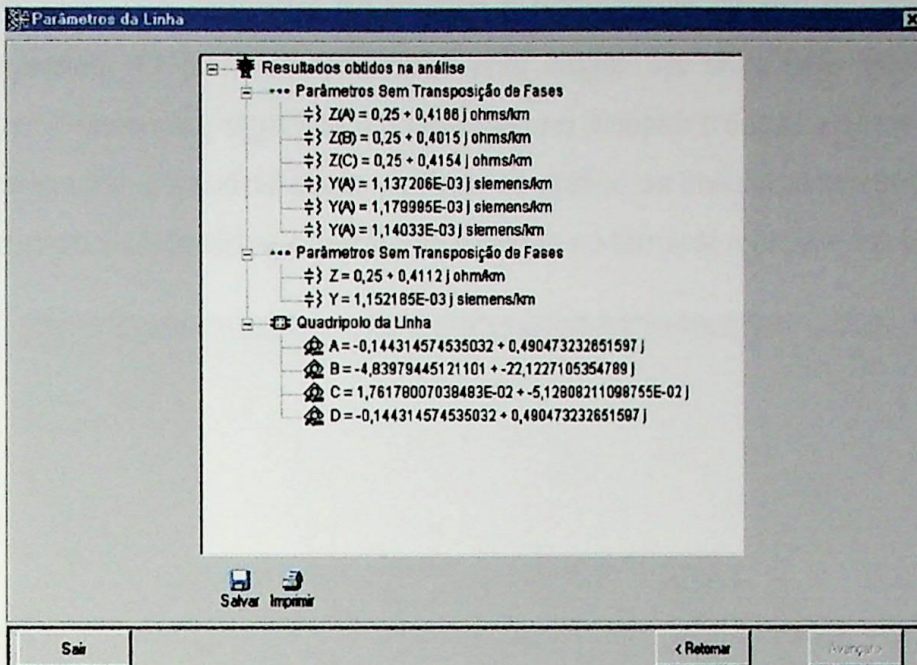 Parâmetros da Linha
Resultados obtidos na análise
Parâmetros Sem Transposição de Fases
Z(A) = 0,25 + 0,4186 j ohms/km
Z(B) = 0,25 + 0,4015 j ohms/km
Z(C) = 0,25 + 0,4154 j ohms/km
Y(A) = 1,137206E-03 j siemens/km
Y(A) = 1,179995E-03 j siemens/km
Y(A) = 1,14033E-03 j siemens/km
Parâmetros Sem Transposição de Fases
Z = 0,25 + 0,4112 j ohm/km
Y = 1,152185E-03 j siemens/km
Quadripolo da Linha
A = -0,144314574535032 + 0,490473232651597 j
B = -4,83979445121101 + -22,1227105354789 j
C = 1,76178007038483E-02 + -5,12808211098755E-02 j
D = -0,144314574535032 + 0,490473232651597 j
Salvar Imprimir
Sair < Retornar Avançar >